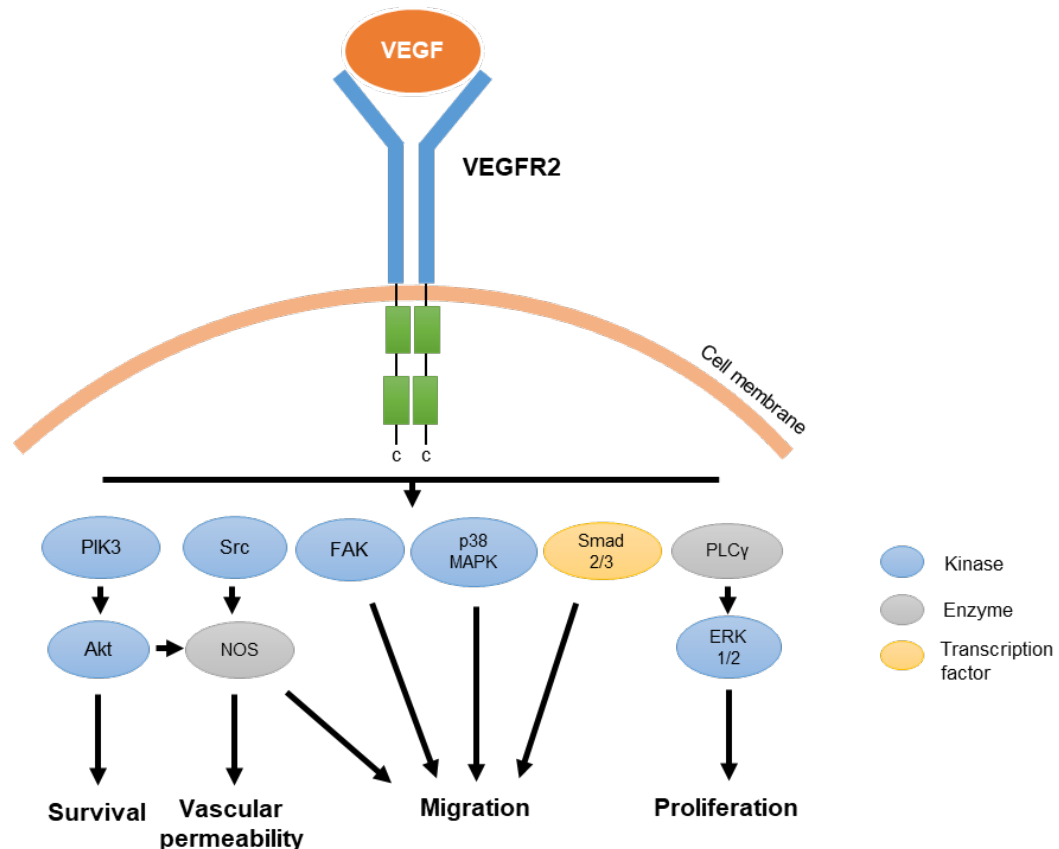 VEGF
VEGFR2
Cell membrane
c c
PIK3
Src
FAK
p38
MAPK
Smad
2/3
PLCγ
Akt
NOS
ERK
1/2
Kinase
Enzyme
Transcription
factor
Survival
Vascular
permeability
Migration
Proliferation